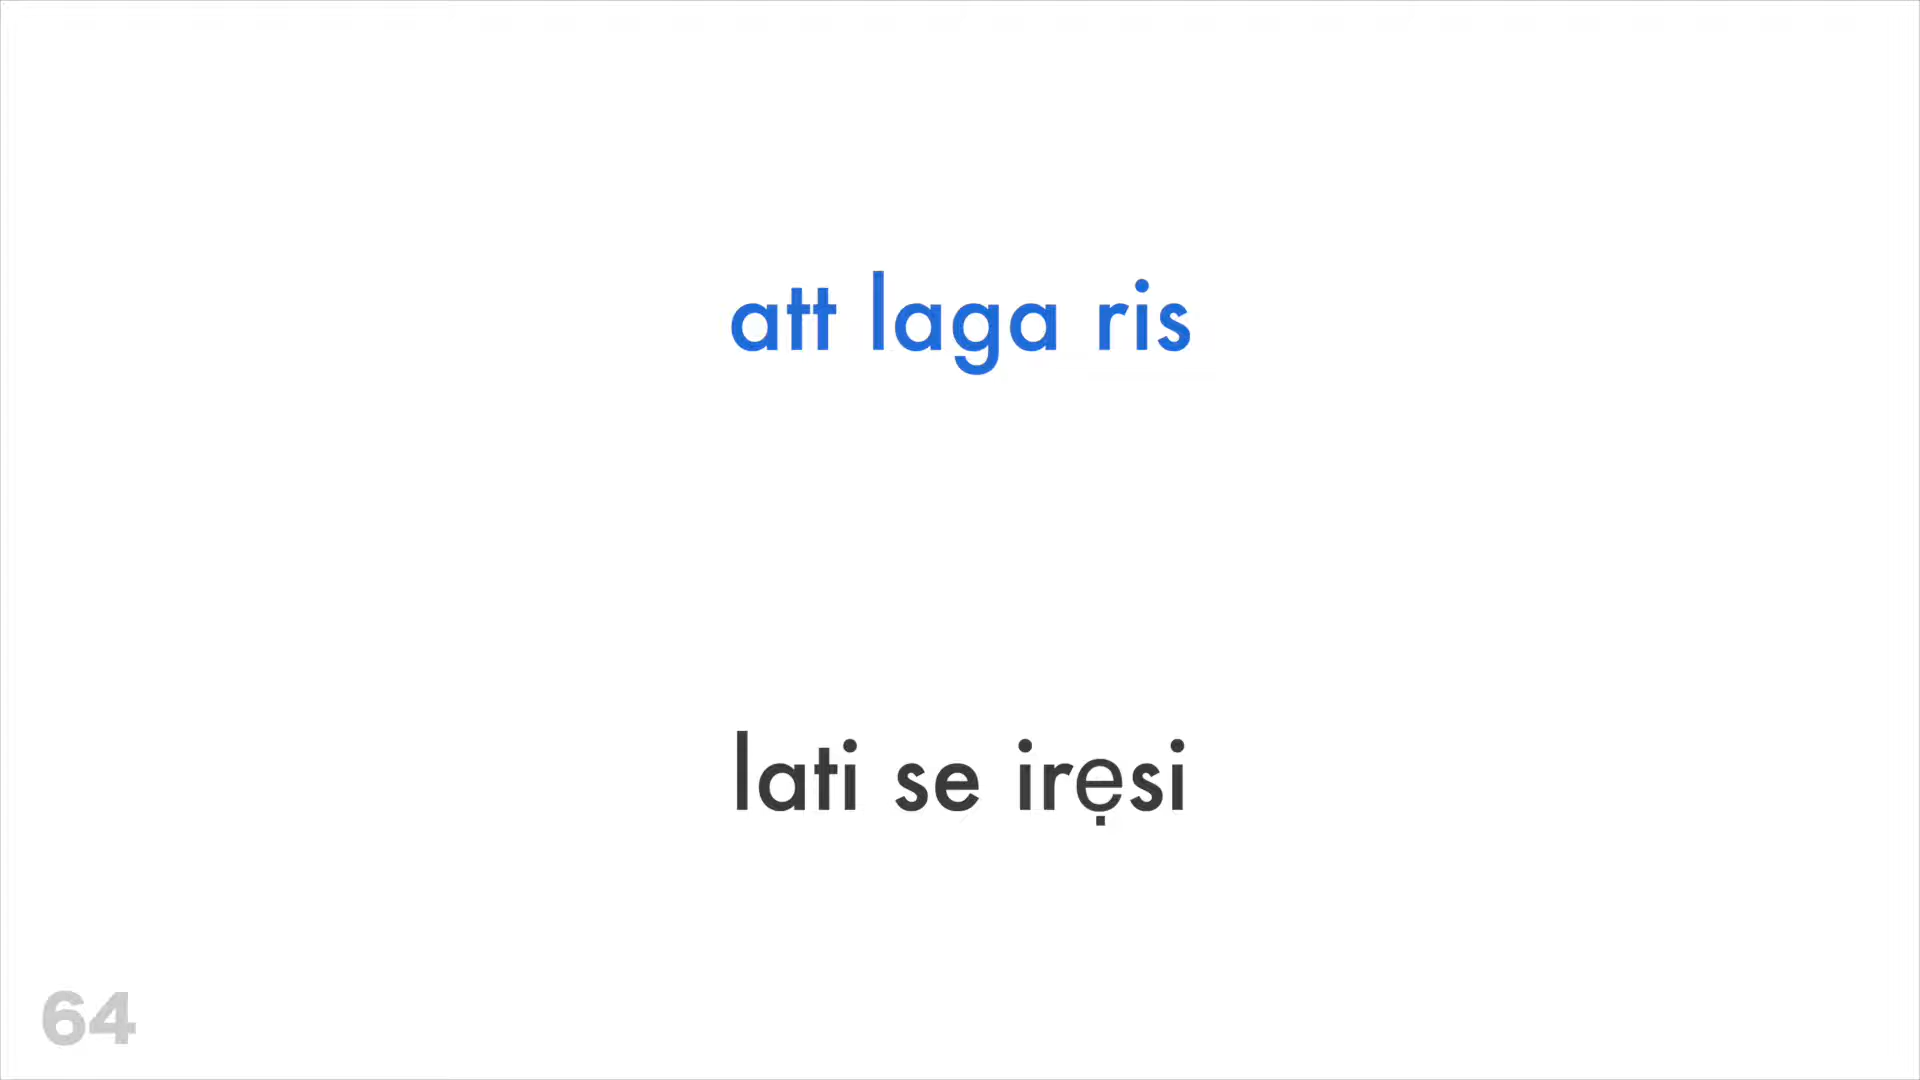 att laga ris
lati se irẹsi
64